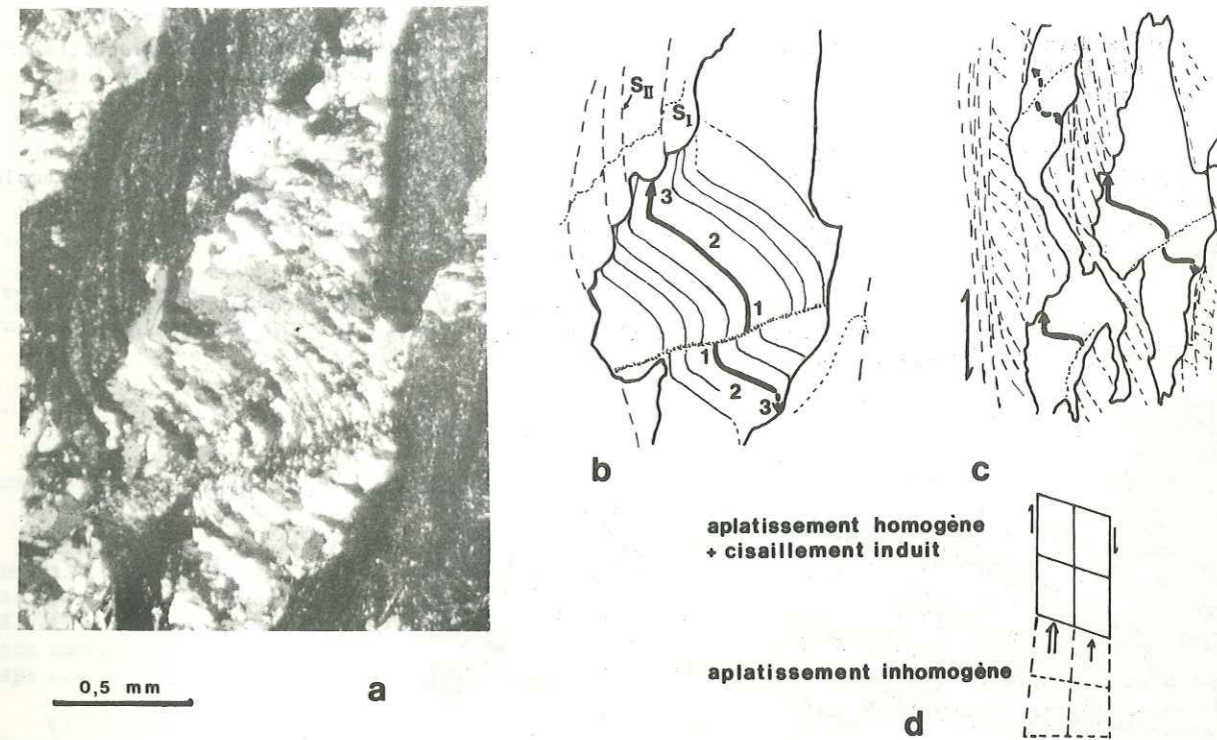 S_II
S_I
3
2
1
1
2
3
0,5 mm
a
b
c
aplatissement homogène
+ cisaillement induit
aplatissement inhomogène
d